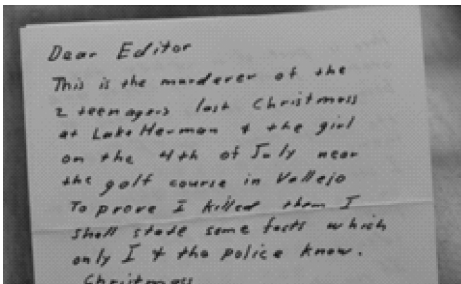 Dear Editor
This is the murderer of the
2 teenagers last Christmass
at Lake Herman & the girl
on the 4th of July near
the golf course in Vallejo
To prove I killed them I
shall state some facts which
only I & the police know.
Christmass